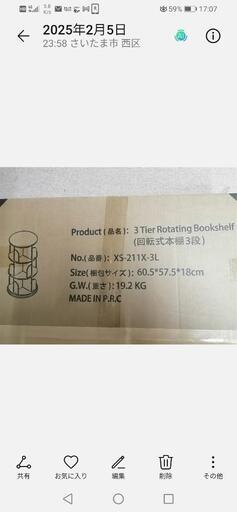 59% 17:07
2025年2月5日
23:58 さいたま市 西区
Product (品名): 3 Tier Rotating Bookshelf
(回転式本棚3段)
No.(品番): XS-211X-3L
Size(梱包サイズ): 60.5*57.5*18cm
G.W.(重さ): 19.2 KG
MADE IN P.R.C
共有 お気に入り 編集 削除 その他